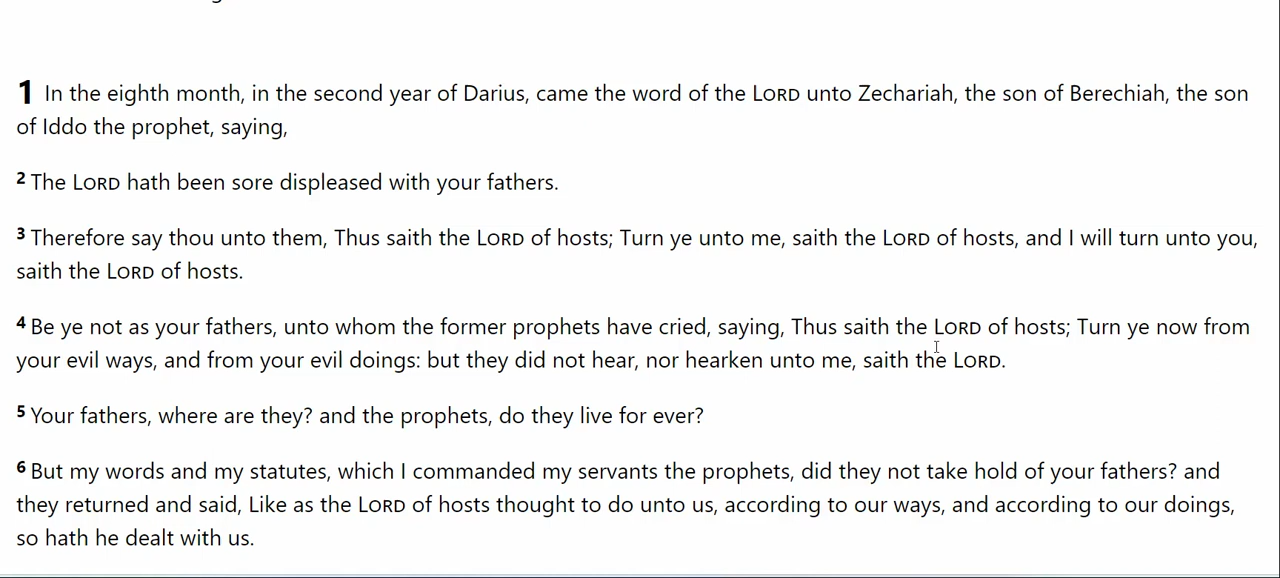 1 In the eighth month, in the second year of Darius, came the word of the LORD unto Zechariah, the son of Berechiah, the son
of Iddo the prophet, saying,
2 The LORD hath been sore displeased with your fathers.
3 Therefore say thou unto them, Thus saith the LORD of hosts; Turn ye unto me, saith the LORD of hosts, and I will turn unto you,
saith the LORD of hosts.
4 Be ye not as your fathers, unto whom the former prophets have cried, saying, Thus saith the LORD of hosts; Turn ye now from
your evil ways, and from your evil doings: but they did not hear, nor hearken unto me, saith the LORD.
5 Your fathers, where are they? and the prophets, do they live for ever?
6 But my words and my statutes, which I commanded my servants the prophets, did they not take hold of your fathers? and
they returned and said, Like as the LORD of hosts thought to do unto us, according to our ways, and according to our doings,
so hath he dealt with us.